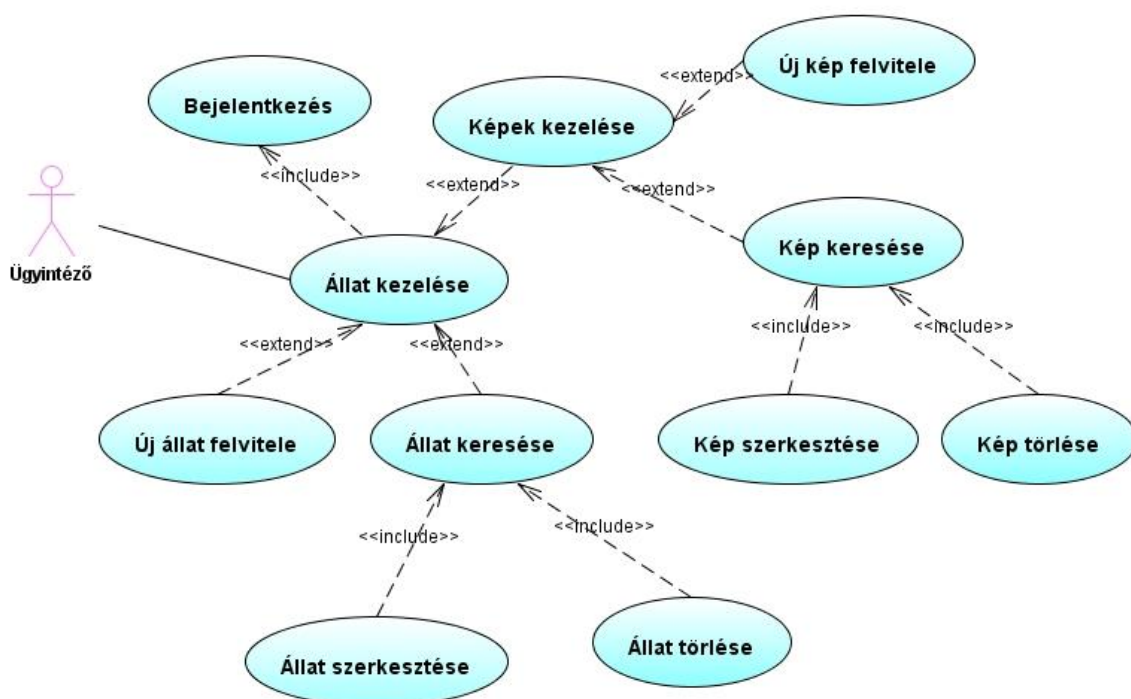 Új kép felvitele
<<extend>>
Bejelentkezés
Képek kezelése
<<include>>
<<extend>>
<<extend>>
Kép keresése
Ügyintéző
Állat kezelése
<<include>>
<<include>>
<<extend>>
<<extend>>
Új állat felvitele
Állat keresése
Kép szerkesztése
Kép törlése
<<include>>
<<include>>
Állat szerkesztése
Állat törlése